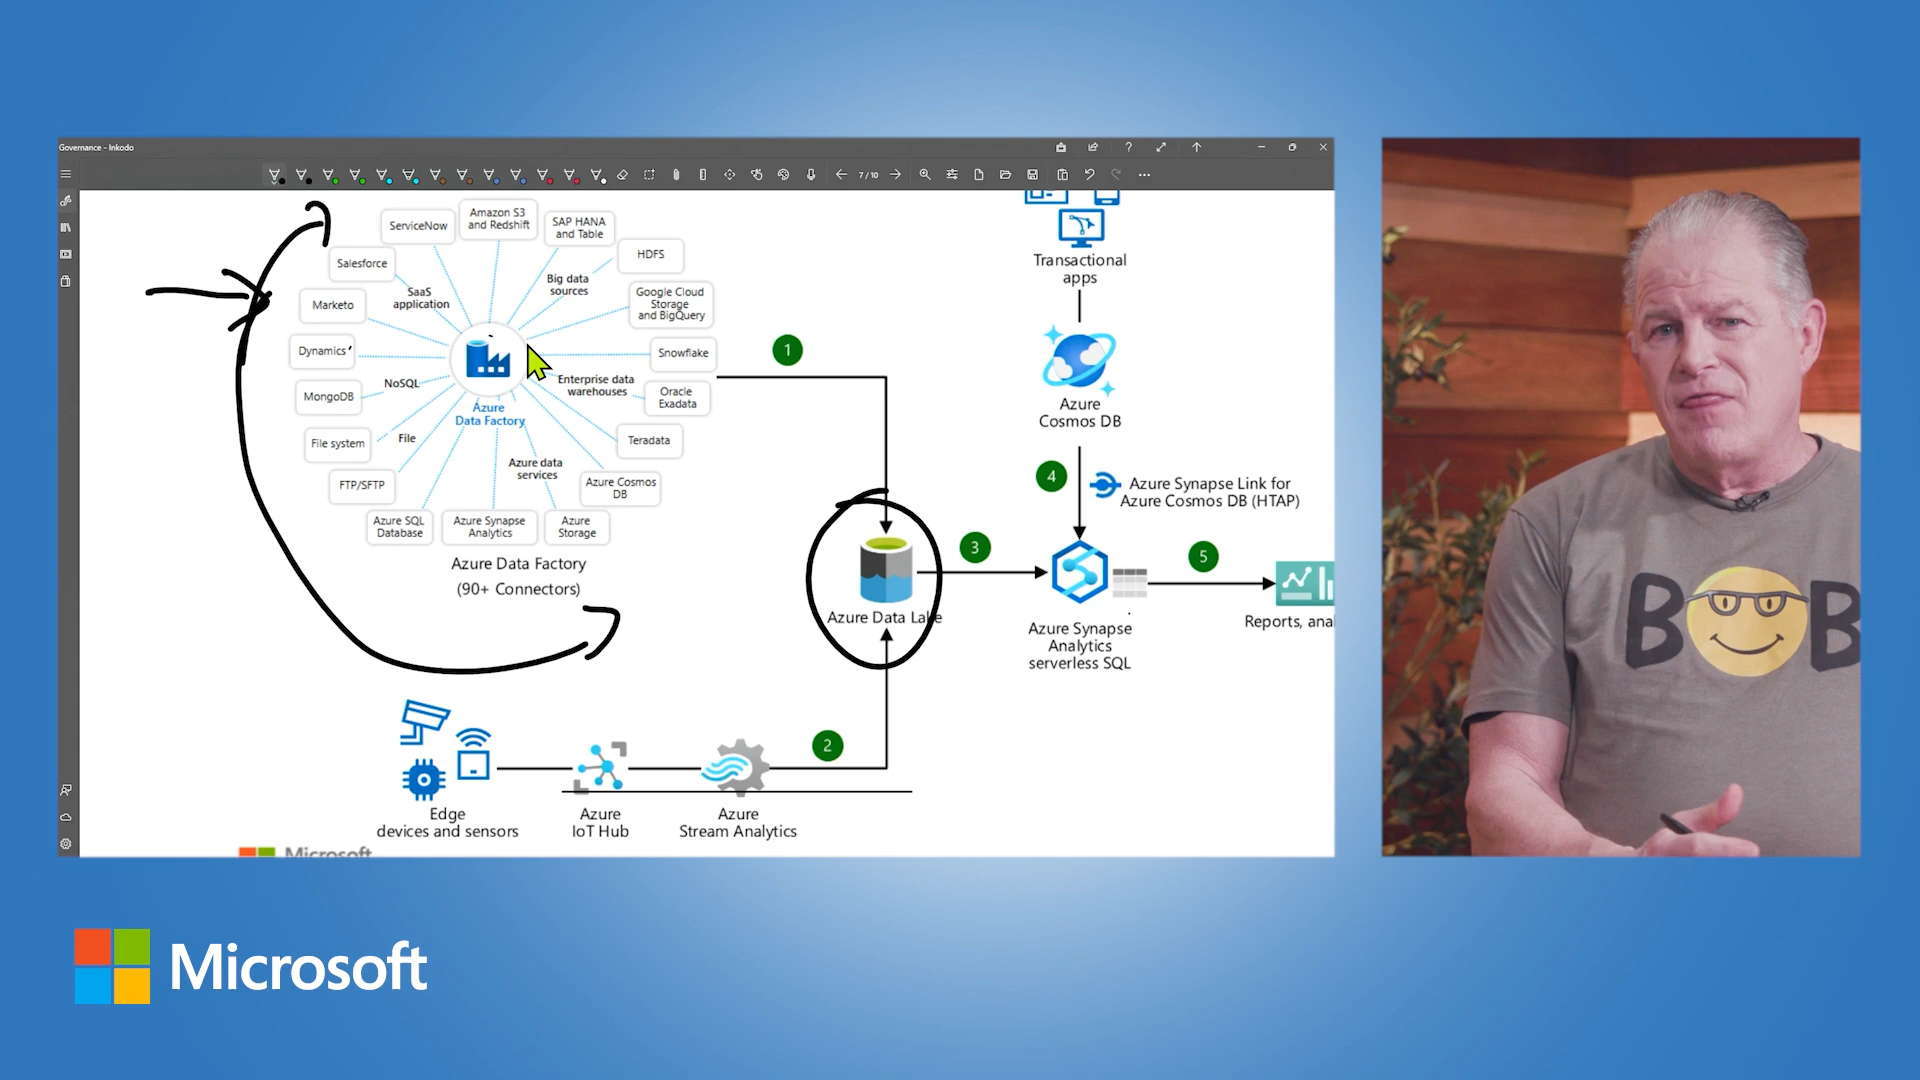 Governance - Inkodo
7 / 10
ServiceNow
Amazon S3
and Redshift
SAP HANA
and Table
HDFS
Salesforce
SaaS
application
Big data
sources
Marketo
Google Cloud
Storage
and BigQuery
Dynamics
Snowflake
NoSQL
Enterprise data
warehouses
MongoDB
Oracle
Exadata
Azure
Data Factory
File system
File
Teradata
Azure data
services
FTP/SFTP
Azure Cosmos
DB
Azure SQL
Database
Azure Synapse
Analytics
Azure
Storage
Azure Data Factory
(90+ Connectors)
1
Transactional
apps
Azure
Cosmos DB
4
Azure Synapse Link for
Azure Cosmos DB (HTAP)
3
5
Azure Data Lake
Azure Synapse
Analytics
serverless SQL
Reports, anal
2
Edge
devices and sensors
Azure
IoT Hub
Azure
Stream Analytics
Microsoft
BOB
Microsoft